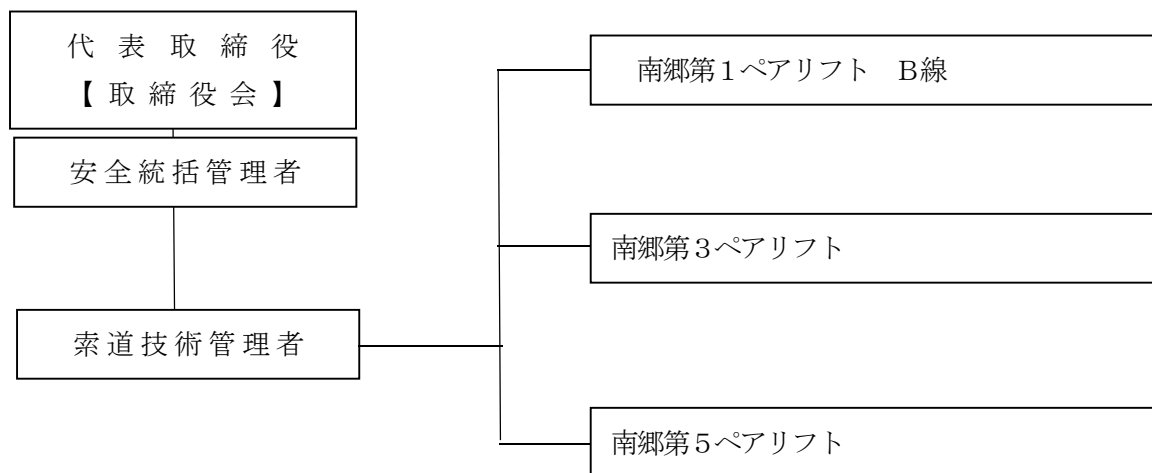 代表取締役
【取締役会】
安全統括管理者
索道技術管理者
南郷第１ペアリフト　Ｂ線
南郷第３ペアリフト
南郷第５ペアリフト